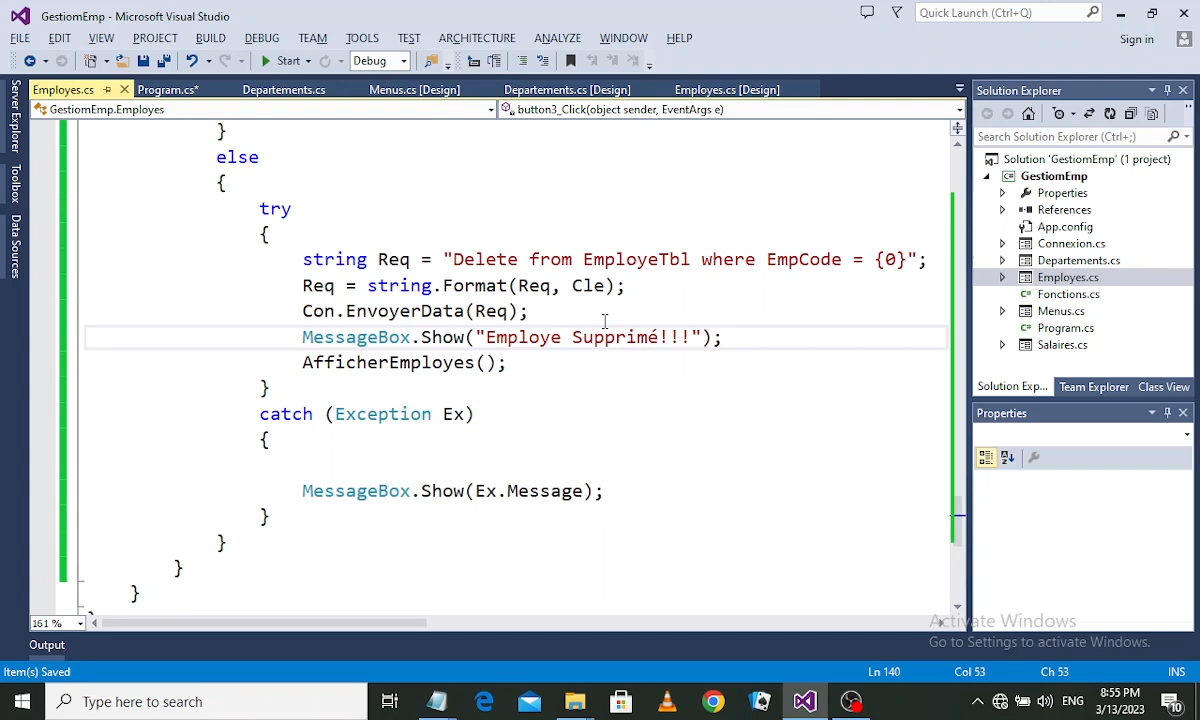 GestiomEmp - Microsoft Visual Studio
Quick Launch (Ctrl+Q)
FILE EDIT VIEW PROJECT BUILD DEBUG TEAM TOOLS TEST ARCHITECTURE ANALYZE WINDOW HELP
Sign in
Start Debug
Employes.cs Program.cs* Departements.cs Menus.cs [Design] Departements.cs [Design] Employes.cs [Design]
GestiomEmp.Employes button3_Click(object sender, EventArgs e)
Server Explorer
Toolbox
Data Sources
}
else
{
try
{
string Req = "Delete from EmployeTbl where EmpCode = {0}";
Req = string.Format(Req, Cle);
Con.EnvoyerData(Req);
MessageBox.Show("Employe Supprimé!!!");
AfficherEmployes();
}
catch (Exception Ex)
{
MessageBox.Show(Ex.Message);
}
}
}
}
161 %
Solution Explorer
Search Solution Explorer (Ctrl+;)
Solution 'GestiomEmp' (1 project)
GestiomEmp
Properties
References
App.config
Connexion.cs
Departements.cs
Employes.cs
Fonctions.cs
Menus.cs
Program.cs
Salaires.cs
Solution Exp... Team Explorer Class View
Properties
Activate Windows
Go to Settings to activate Windows.
Output
Item(s) Saved Ln 140 Col 53 Ch 53 INS
Type here to search
ENG
8:55 PM
3/13/2023
10